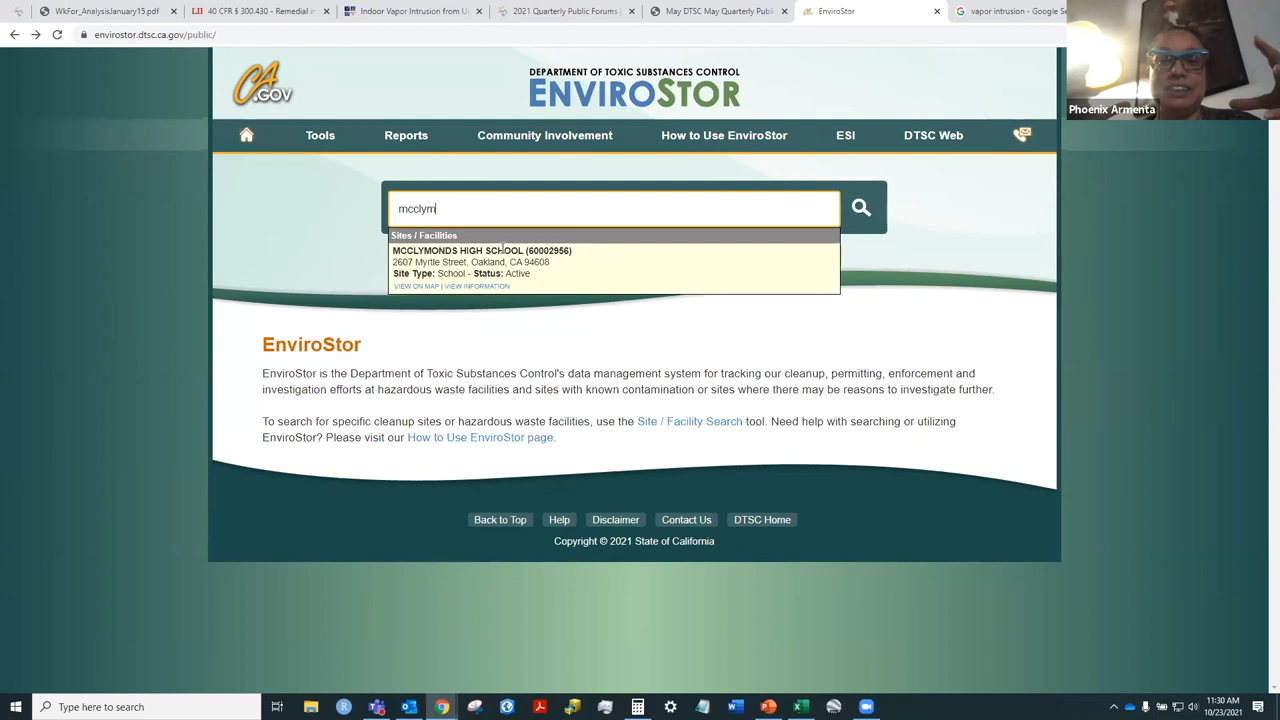 WkFor_AnalysisJanuary15.pdf
40 CFR § 300.430 - Remedial in
Indoor Vapor Intrusion from U
2021 Quarterly Public Forums |
May DTSC May Quarterly Public
EnviroStor
vapor intrusion - Google S
envirostor.dtsc.ca.gov/public/
Phoenix Armenta
CA.GOV
DEPARTMENT OF TOXIC SUBSTANCES CONTROL
ENVIROSTOR
Tools
Reports
Community Involvement
How to Use EnviroStor
ESI
DTSC Web
mcclym
Sites / Facilities
MCCLYMONDS HIGH SCHOOL (60002956)
2607 Myrtle Street, Oakland, CA 94608
Site Type: School - Status: Active
VIEW ON MAP | VIEW INFORMATION
EnviroStor
EnviroStor is the Department of Toxic Substances Control's data management system for tracking our cleanup, permitting, enforcement and
investigation efforts at hazardous waste facilities and sites with known contamination or sites where there may be reasons to investigate further.
To search for specific cleanup sites or hazardous waste facilities, use the Site / Facility Search tool. Need help with searching or utilizing
EnviroStor? Please visit our How to Use EnviroStor page.
Back to Top
Help
Disclaimer
Contact Us
DTSC Home
Copyright © 2021 State of California
Type here to search
11:30 AM
10/23/2021